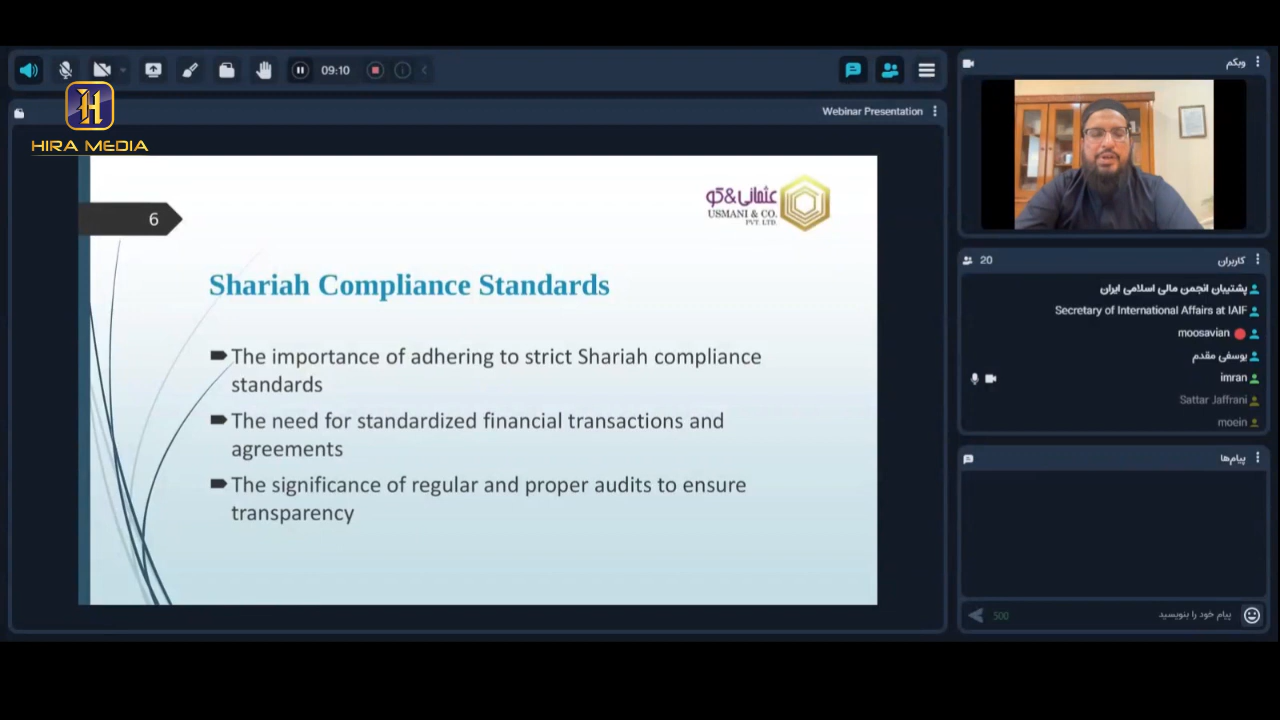 09:10
HIRA MEDIA
Webinar Presentation
6
عثمانی&کو
USMANI & CO.
PVT. LTD.
Shariah Compliance Standards
The importance of adhering to strict Shariah compliance
standards
The need for standardized financial transactions and
agreements
The significance of regular and proper audits to ensure
transparency
وبکم
کاربران
20
پشتیبان انجمن مالی اسلامی ایران
Secretary of International Affairs at IAIF
moosavian
یوسفی مقدم
imran
Sattar Jaffrani
moein
پیام‌ها
پیام خود را بنویسید
500